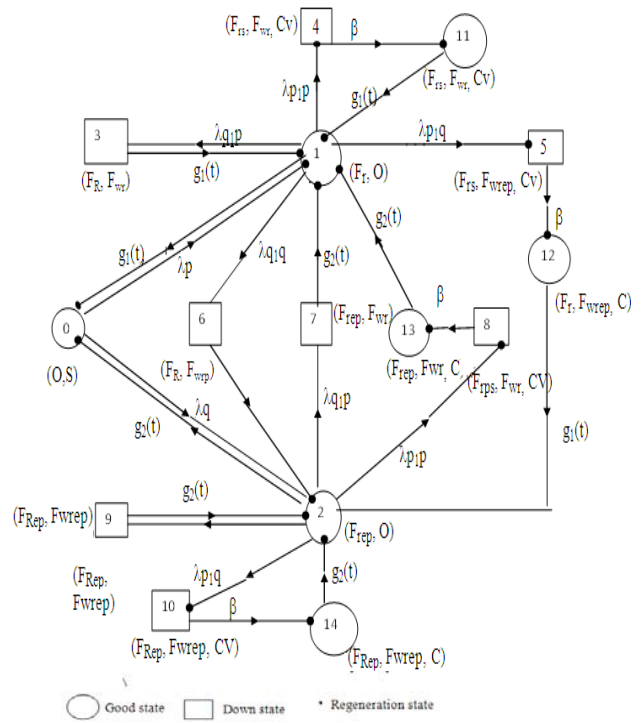 (Frs, Fwr, Cv)
4
β
11
(Frs, Fwr, Cv)
λp1p
g1(t)
3
λq1p
g1(t)
(FR, Fwr)
1
(Fr, O)
λp1q
5
(Frs, Fwrep, Cv)
β
12
(Fr, Fwrep, C)
g1(t)
λp
λq1q
g2(t)
g2(t)
0
(O,S)
6
(FR, Fwrp)
7
(Frep, Fwr)
13
β
8
(Frep, Fwr, C,
(Frps, Fwr, CV)
λq
g2(t)
λq1p
λp1p
g1(t)
g2(t)
(FRep, Fwrep)
9
2
(Frep, O)
λp1q
g2(t)
(FRep,
Fwrep)
10
β
14
(FRep, Fwrep, CV)
(FRep, Fwrep, C)
Good state
Down state
* Regeneration state